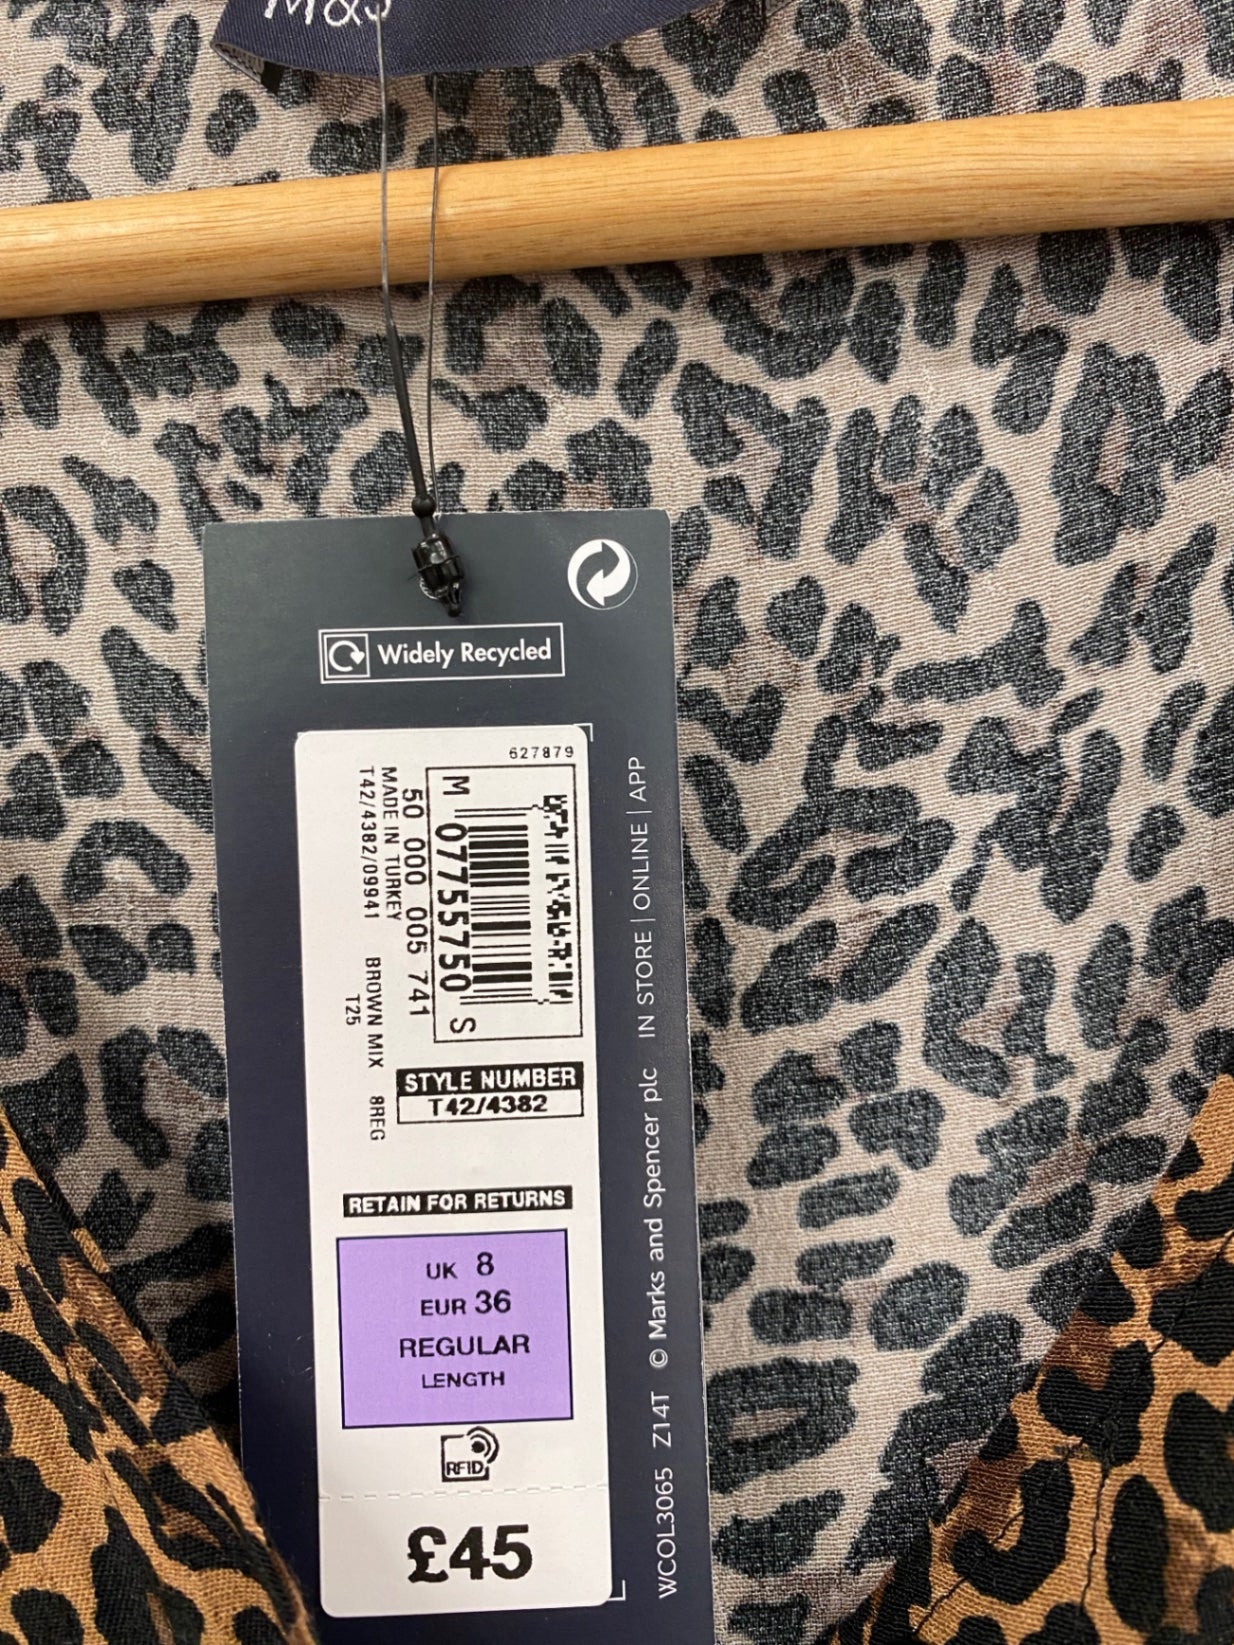 M&S
Widely Recycled
627879
M 07755750 S
50 000 005 741
MADE IN TURKEY
T42/4382/09941 BROWN MIX 8REG
T25
STYLE NUMBER
T42/4382
RETAIN FOR RETURNS
UK 8
EUR 36
REGULAR
LENGTH
RFID
£45
WCOL3065 Z14T © Marks and Spencer plc IN STORE | ONLINE | APP